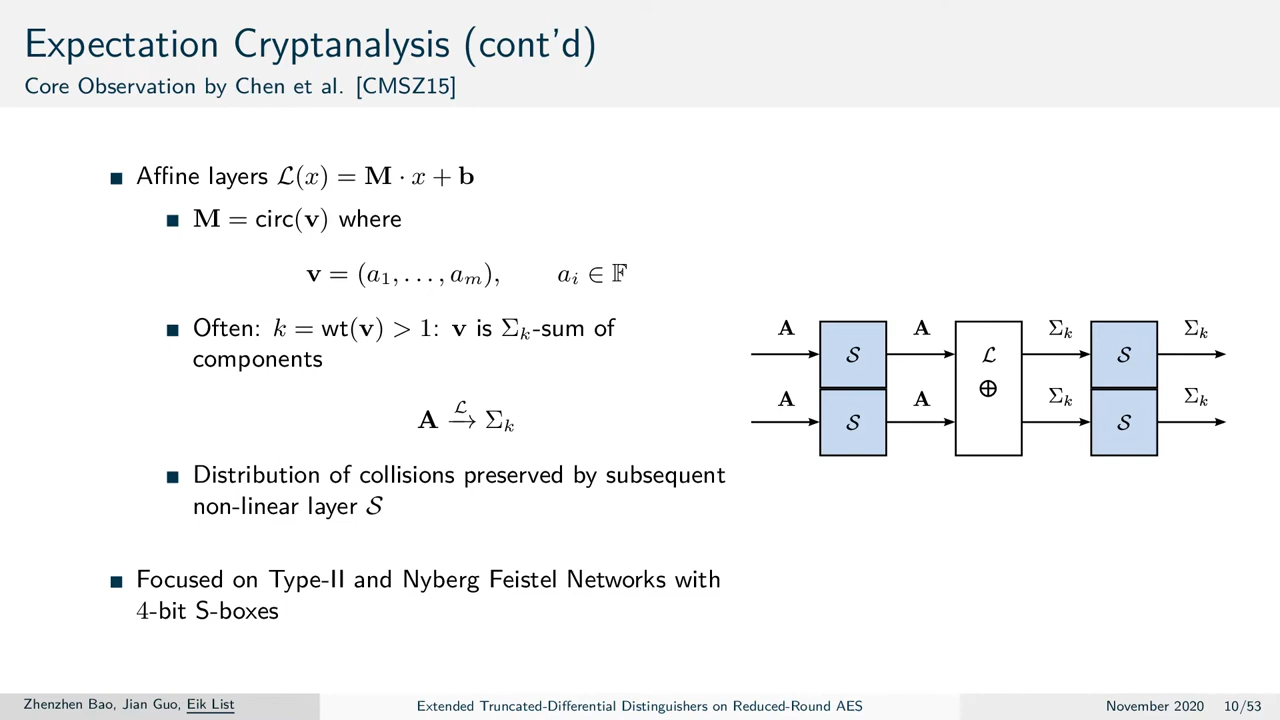 Expectation Cryptanalysis (cont'd)
Core Observation by Chen et al. [CMSZ15]
■ Affine layers ℒ(x) = M · x + b
■ M = circ(v) where
v = (a₁, . . . , aₘ), aᵢ ∈ 𝔽
■ Often: k = wt(v) > 1: v is Σₖ-sum of
components
A →^ℒ Σₖ
■ Distribution of collisions preserved by subsequent
non-linear layer 𝒮
■ Focused on Type-II and Nyberg Feistel Networks with
4-bit S-boxes
A 𝒮 A ℒ Σₖ 𝒮 Σₖ
⊕
A 𝒮 A Σₖ 𝒮 Σₖ
Zhenzhen Bao, Jian Guo, Eik List
Extended Truncated-Differential Distinguishers on Reduced-Round AES
November 2020 10/53